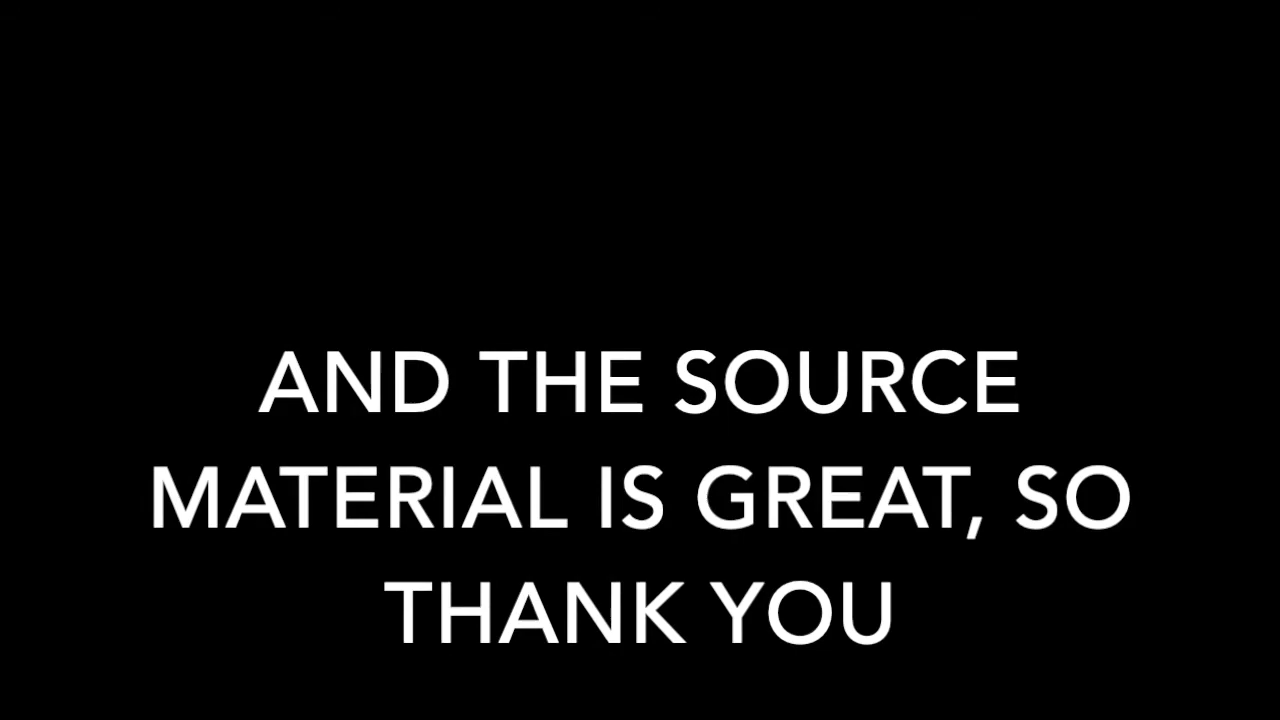 AND THE SOURCE
MATERIAL IS GREAT, SO
THANK YOU